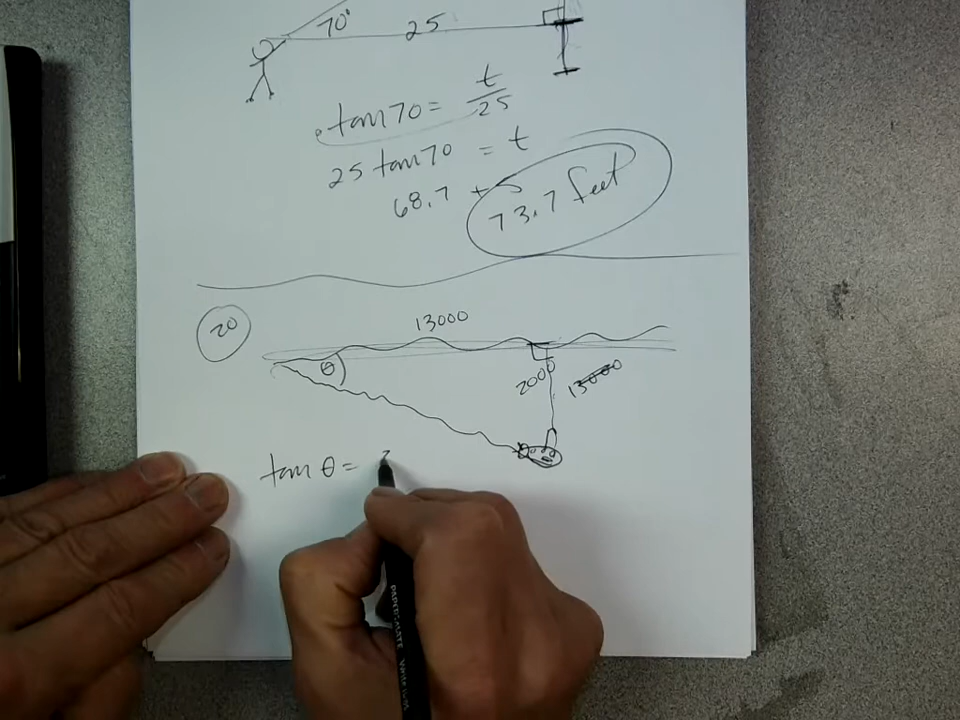 70° 25
tan 70 = t/25
25 tan 70 = t
68.7 + 5
73.7 feet
20
13000
θ
2000 13000
tan θ =
PAPERMATE